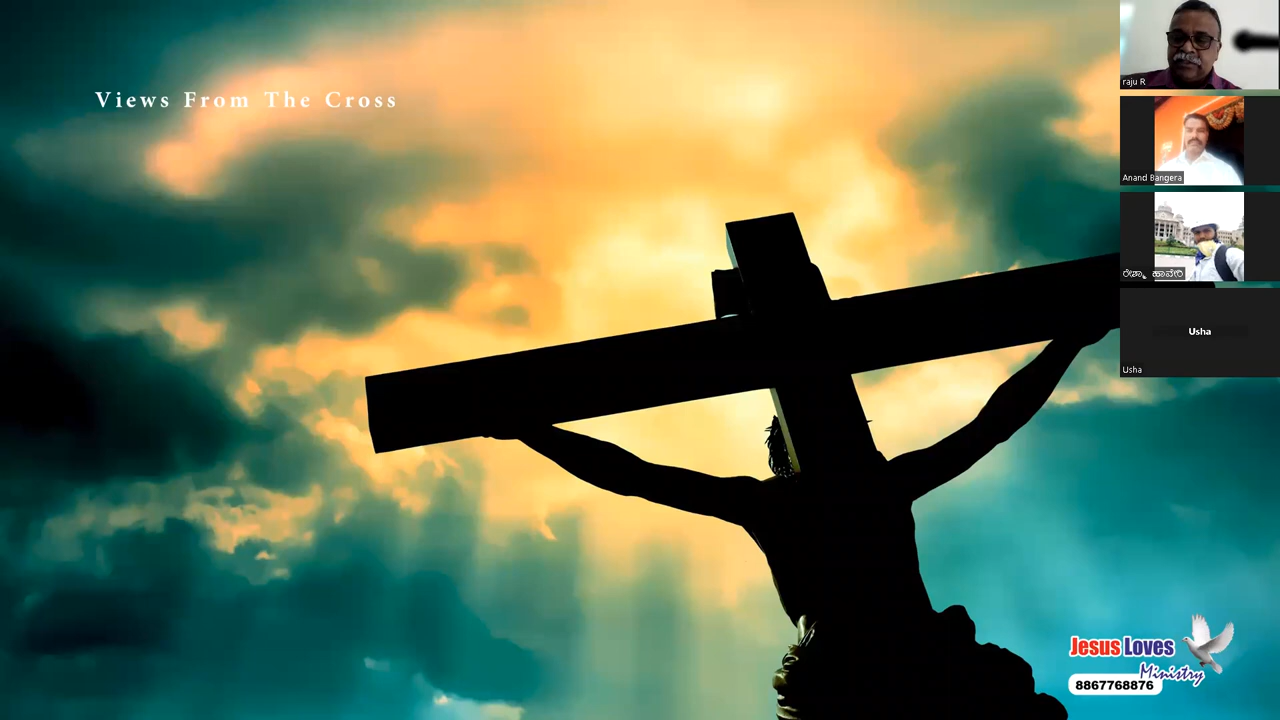 Views From The Cross
raju R
Anand Bangera
ಹಾವೇರಿ
Usha
Usha
Jesus Loves
Ministry
8867768876